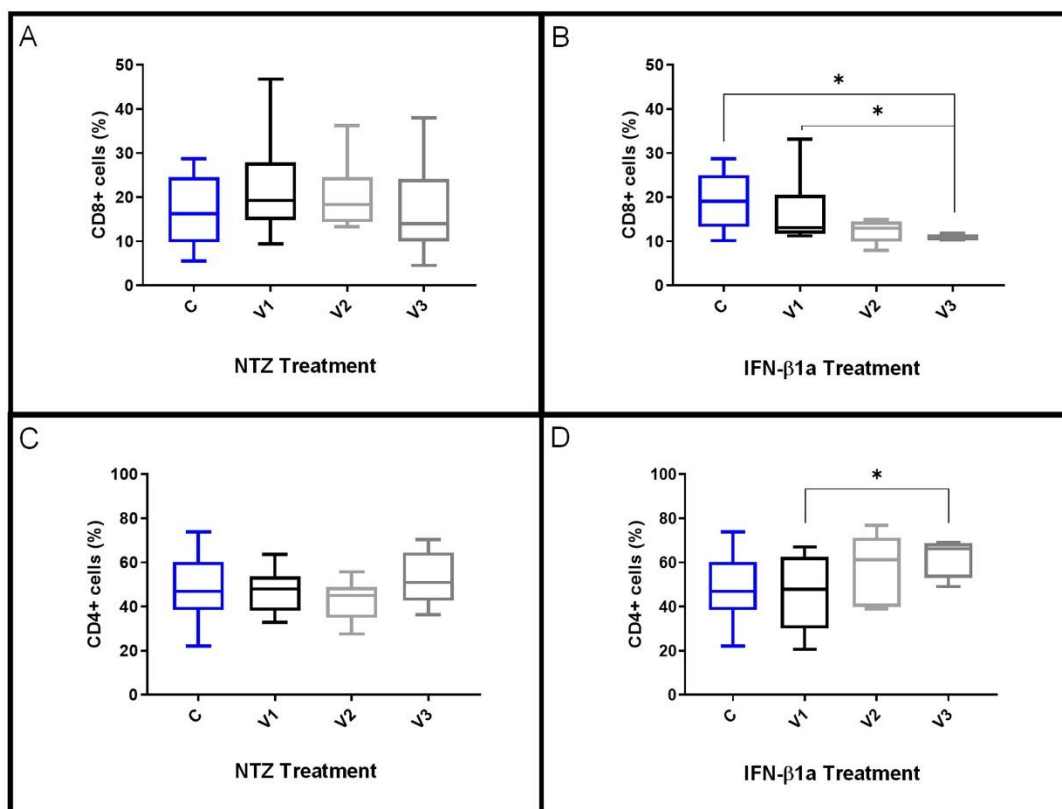 A
CD8+ cells (%)
50
40
30
20
10
0
C
V1
V2
V3
NTZ Treatment
B
CD8+ cells (%)
50
40
30
20
10
0
*
*
C
V1
V2
V3
IFN-β1a Treatment
C
CD4+ cells (%)
100
80
60
40
20
0
C
V1
V2
V3
NTZ Treatment
D
CD4+ cells (%)
100
80
60
40
20
0
*
C
V1
V2
V3
IFN-β1a Treatment